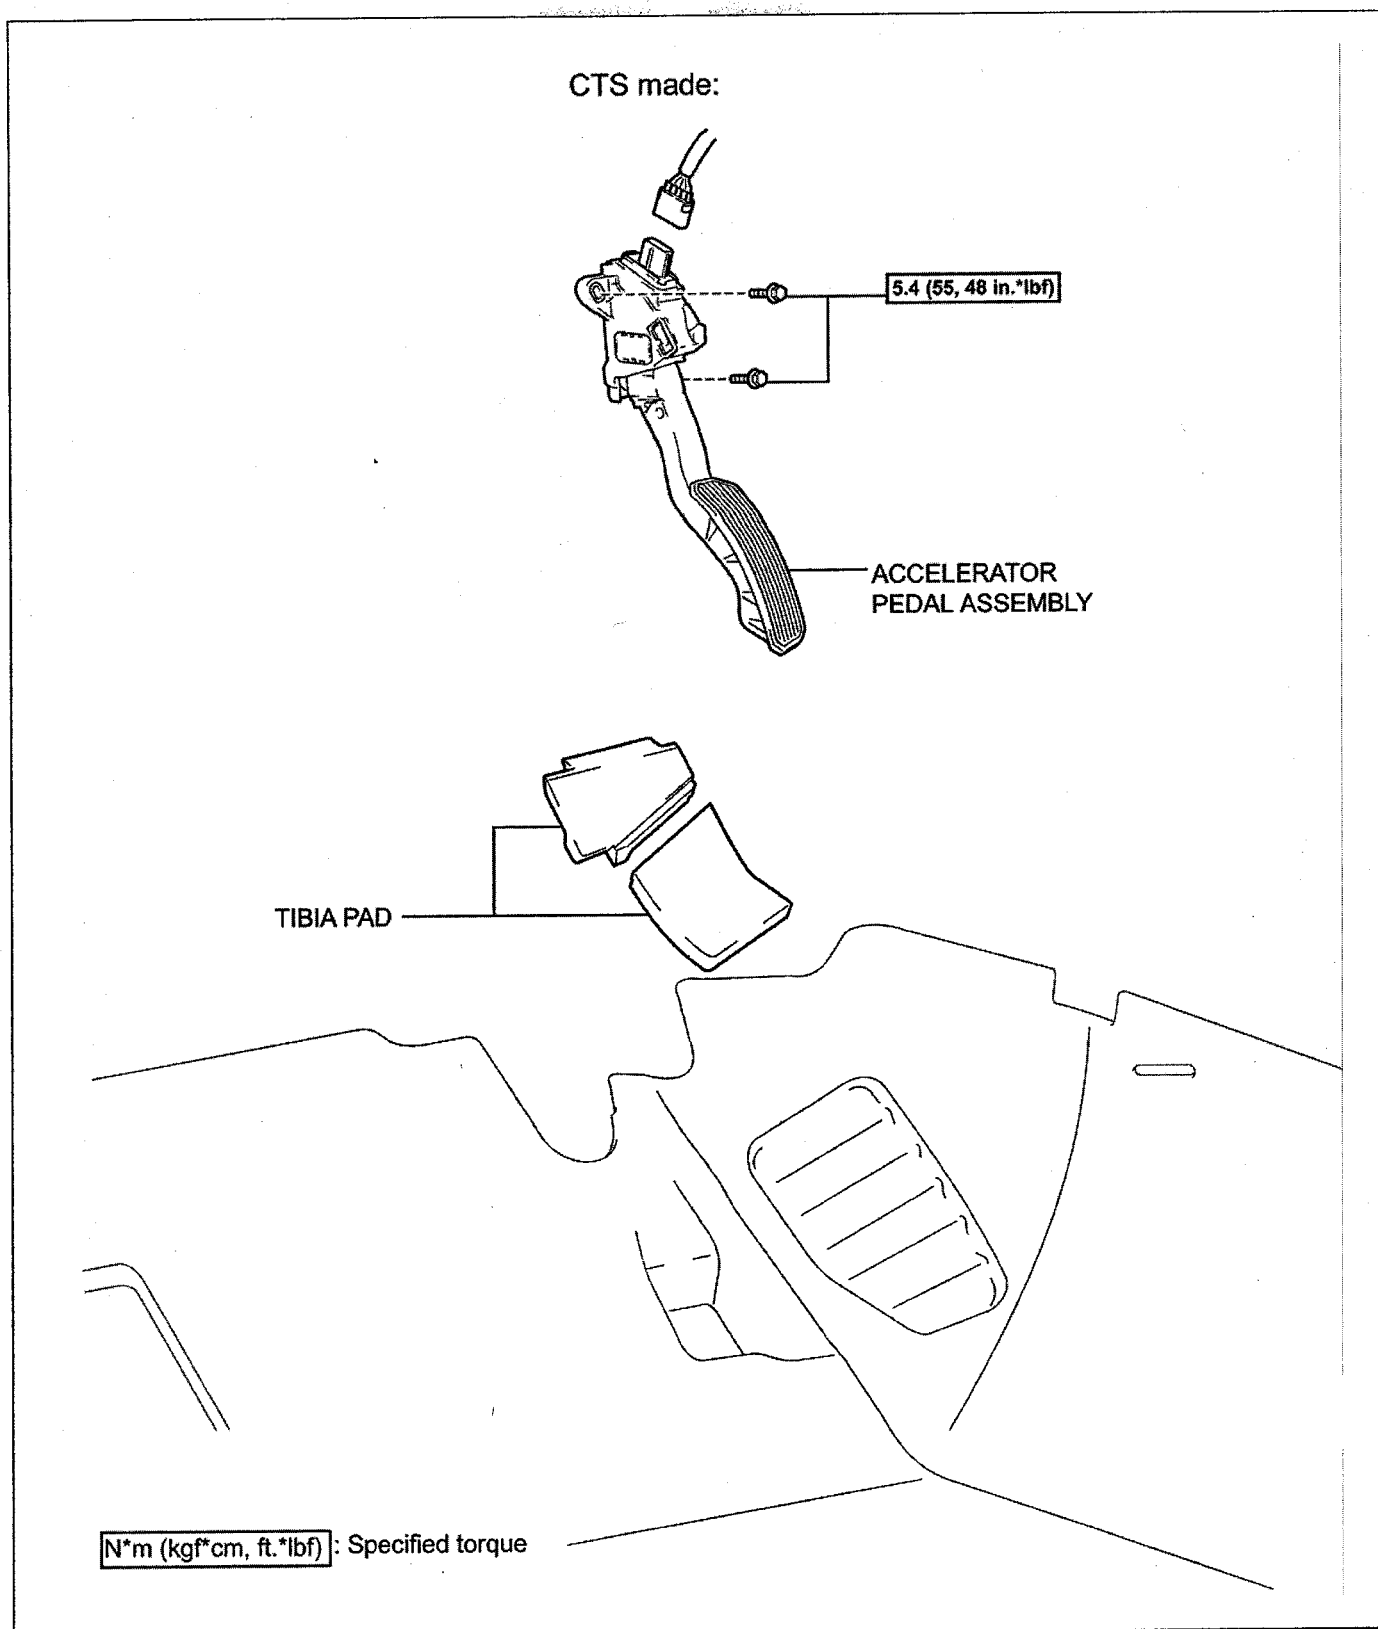 CTS made:
5.4 (55, 48 in.*lbf)
ACCELERATOR
PEDAL ASSEMBLY
TIBIA PAD
N*m (kgf*cm, ft.*lbf) : Specified torque